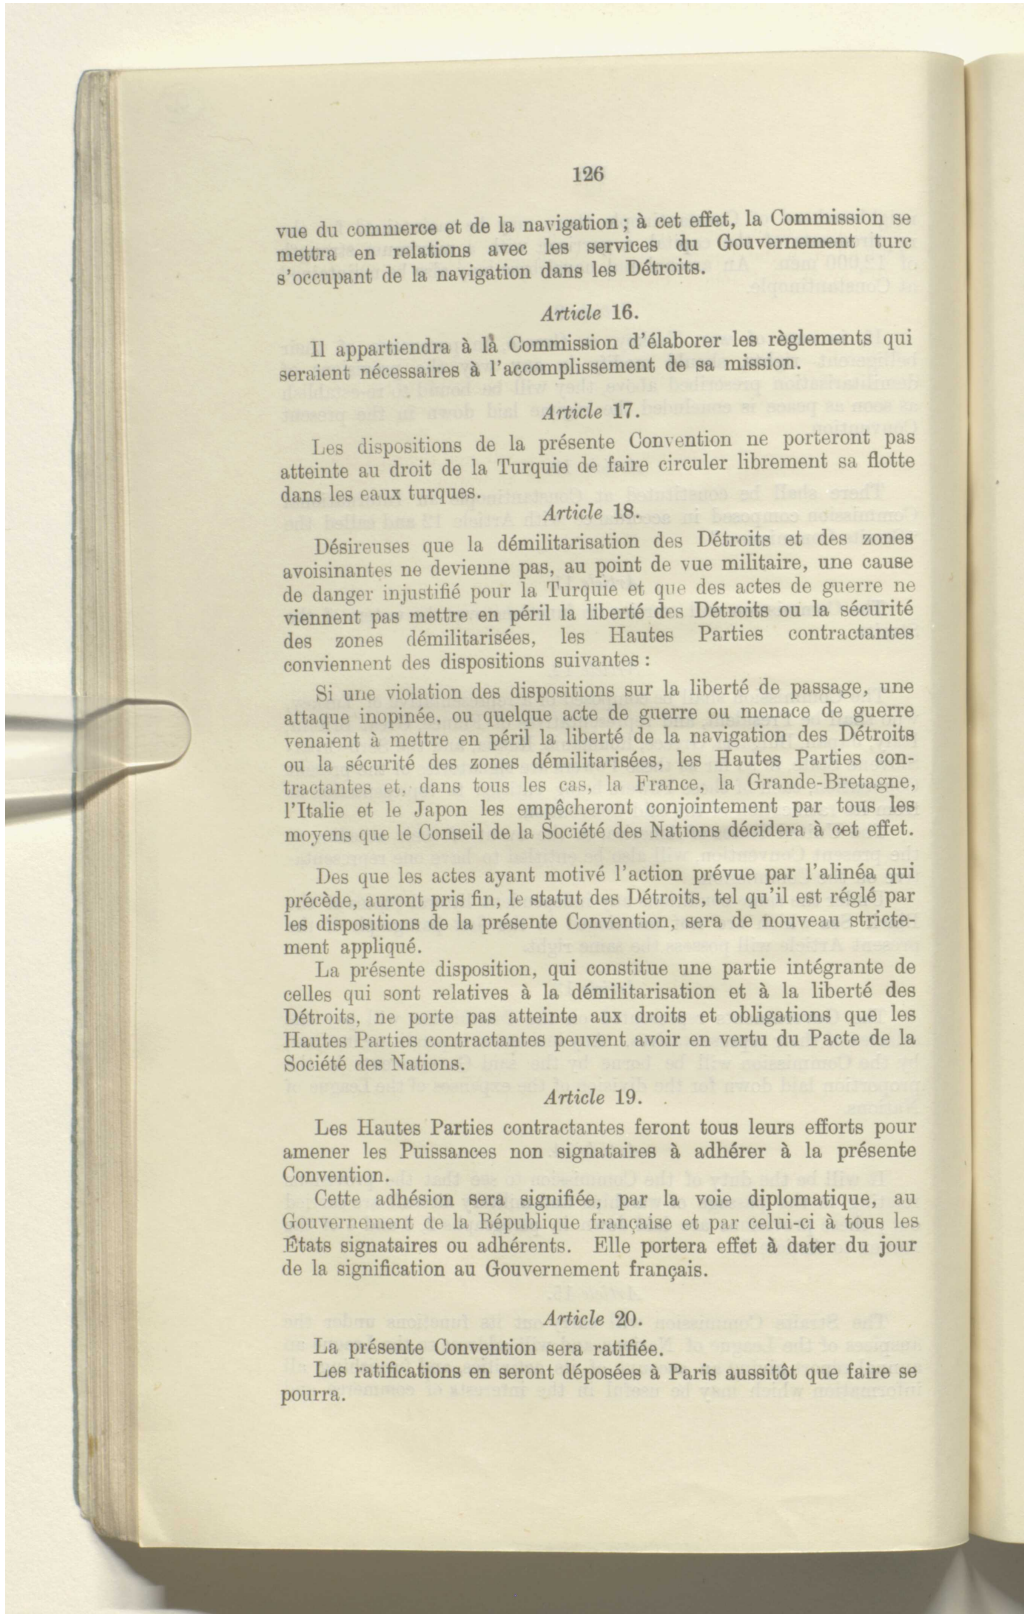 126
vue du commerce et de la navigation; à cet effet, la Commission se
mettra en relations avec les services du Gouvernement turc
s'occupant de la navigation dans les Détroits.
Article 16.
Il appartiendra à là Commission d'élaborer les règlements qui
seraient nécessaires à l'accomplissement de sa mission.
Article 17.
Les dispositions de la présente Convention ne porteront pas
atteinte au droit de la Turquie de faire circuler librement sa flotte
dans les eaux turques.
Article 18.
Désireuses que la démilitarisation des Détroits et des zones
avoisinantes ne devienne pas, au point de vue militaire, une cause
de danger injustifié pour la Turquie et que des actes de guerre ne
viennent pas mettre en péril la liberté des Détroits ou la sécurité
des zones démilitarisées, les Hautes Parties contractantes
conviennent des dispositions suivantes :
Si une violation des dispositions sur la liberté de passage, une
attaque inopinée, ou quelque acte de guerre ou menace de guerre
venaient à mettre en péril la liberté de la navigation des Détroits
ou la sécurité des zones démilitarisées, les Hautes Parties con-
tractantes et, dans tous les cas, la France, la Grande-Bretagne,
l'Italie et le Japon les empêcheront conjointement par tous les
moyens que le Conseil de la Société des Nations décidera à cet effet.
Des que les actes ayant motivé l'action prévue par l'alinéa qui
précède, auront pris fin, le statut des Détroits, tel qu'il est réglé par
les dispositions de la présente Convention, sera de nouveau stricte-
ment appliqué.
La présente disposition, qui constitue une partie intégrante de
celles qui sont relatives à la démilitarisation et à la liberté des
Détroits, ne porte pas atteinte aux droits et obligations que les
Hautes Parties contractantes peuvent avoir en vertu du Pacte de la
Société des Nations.
Article 19.
Les Hautes Parties contractantes feront tous leurs efforts pour
amener les Puissances non signataires à adhérer à la présente
Convention.
Cette adhésion sera signifiée, par la voie diplomatique, au
Gouvernement de la République française et par celui-ci à tous les
États signataires ou adhérents. Elle portera effet à dater du jour
de la signification au Gouvernement français.
Article 20.
La présente Convention sera ratifiée.
Les ratifications en seront déposées à Paris aussitôt que faire se
pourra.